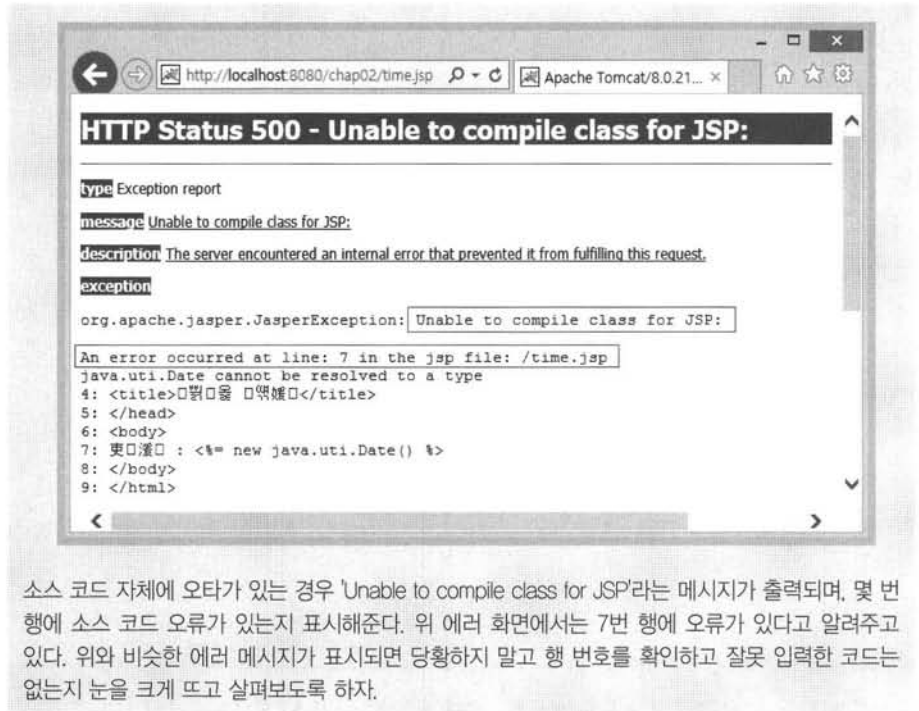 http://localhost:8080/chap02/time.jsp
Apache Tomcat/8.0.21... ×
HTTP Status 500 - Unable to compile class for JSP:
type Exception report
message Unable to compile class for JSP:
description The server encountered an internal error that prevented it from fulfilling this request.
exception
org.apache.jasper.JasperException: Unable to compile class for JSP:
An error occurred at line: 7 in the jsp file: /time.jsp
java.uti.Date cannot be resolved to a type
4: <title></title>
5: </head>
6: <body>
7: : <%= new java.uti.Date() %>
8: </body>
9: </html>
소스 코드 자체에 오타가 있는 경우 'Unable to compile class for JSP'라는 메시지가 출력되며, 몇 번
행에 소스 코드 오류가 있는지 표시해준다. 위 에러 화면에서는 7번 행에 오류가 있다고 알려주고
있다. 위와 비슷한 에러 메시지가 표시되면 당황하지 말고 행 번호를 확인하고 잘못 입력한 코드는
없는지 눈을 크게 뜨고 살펴보도록 하자.